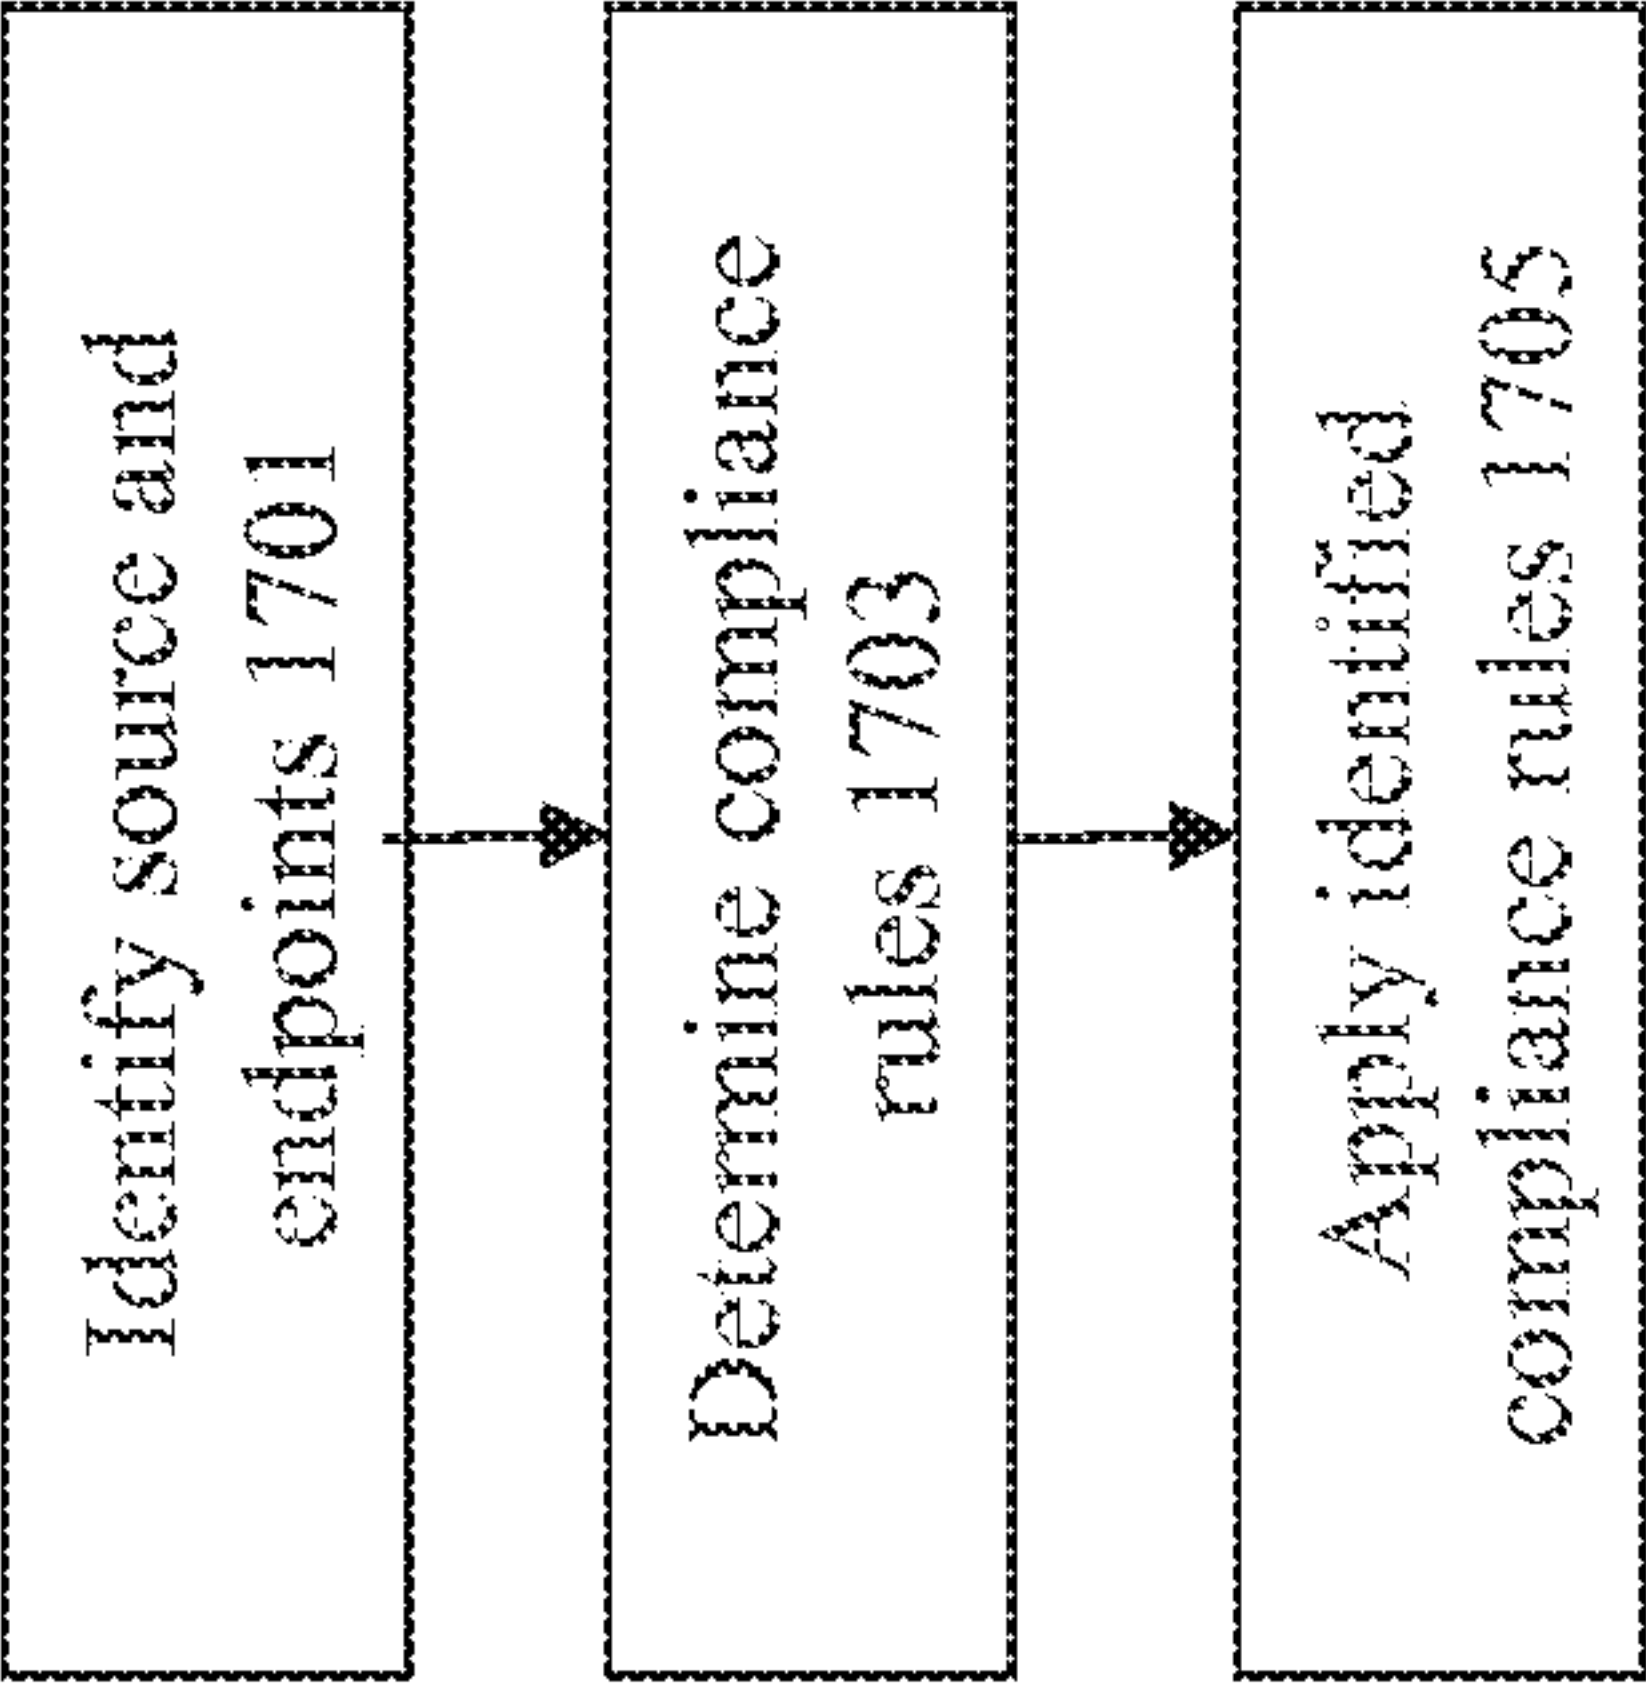 Identify source and
endpoints 1701
Determine compliance
rules 1703
Apply identified
compliance rules 1705